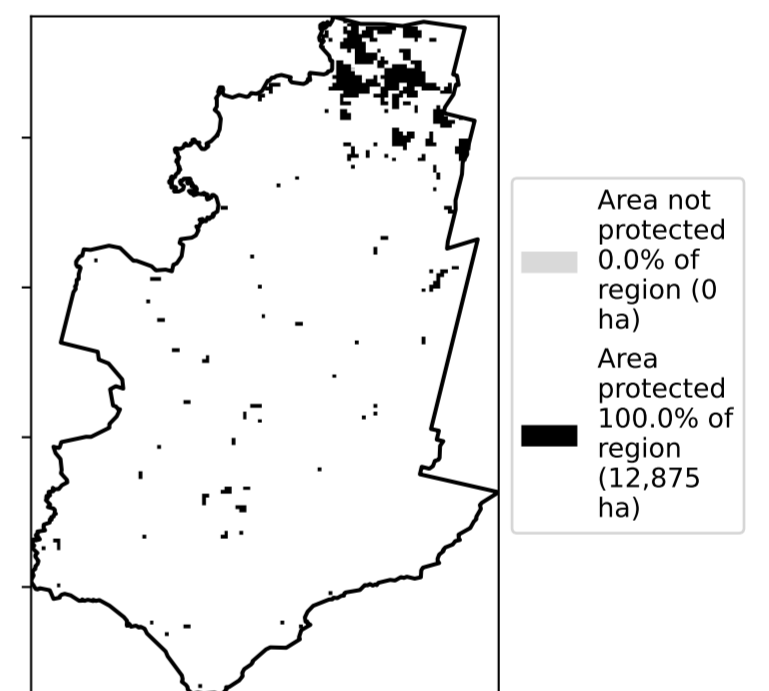 Area not
protected
0.0% of
region (0
ha)
Area
protected
100.0% of
region
(12,875
ha)